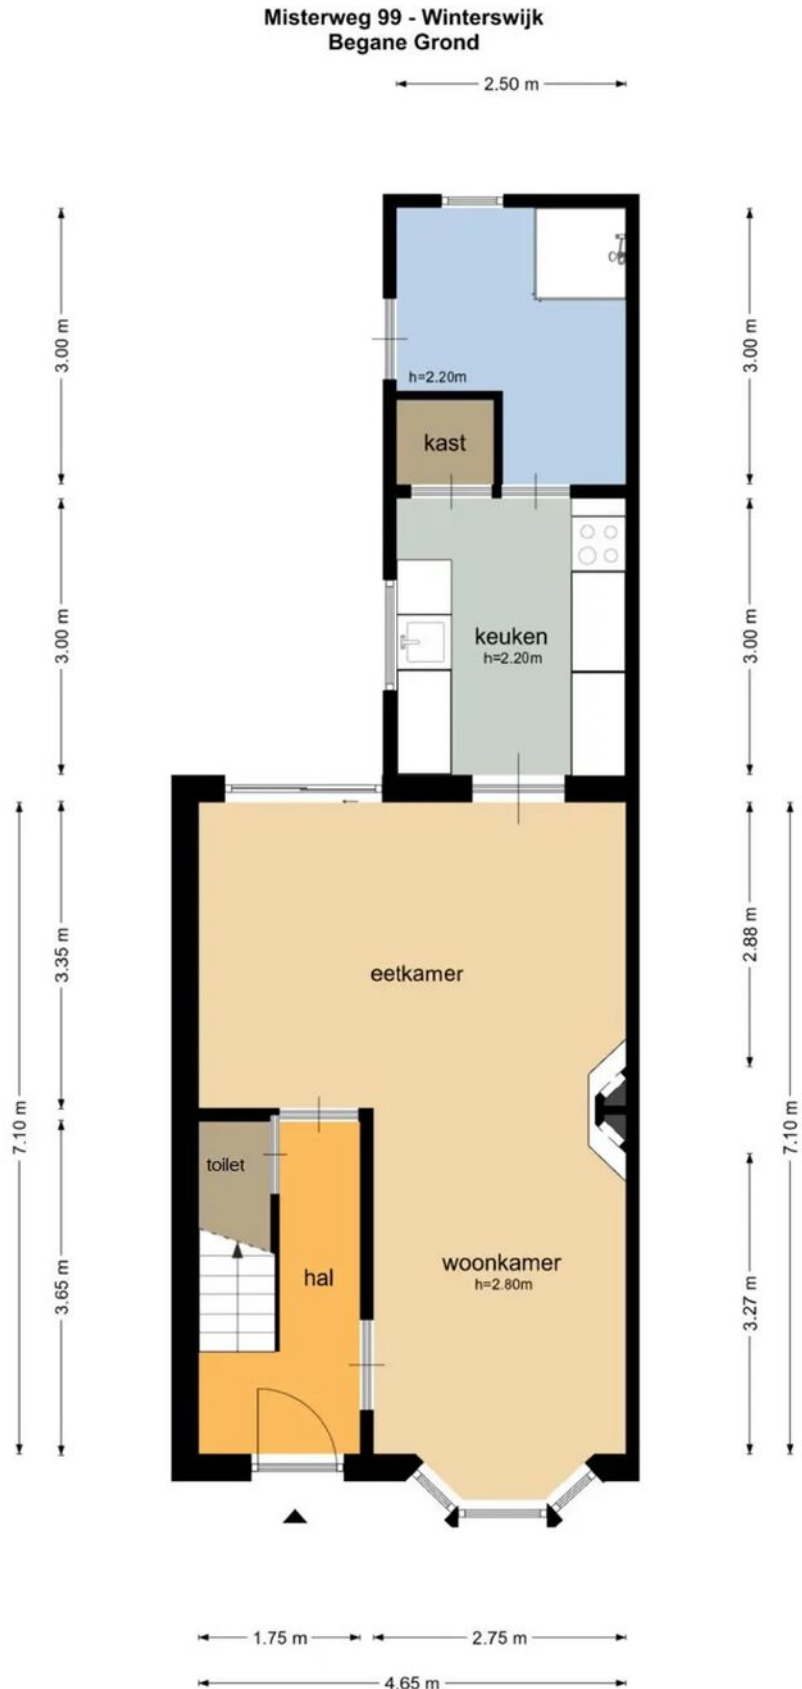 Misterweg 99 - Winterswijk
Begane Grond
2.50 m
3.00 m
3.00 m
h=2.20m
kast
3.00 m
keuken
h=2.20m
3.00 m
7.10 m
3.35 m
eetkamer
2.88 m
7.10 m
toilet
3.65 m
hal
woonkamer
h=2.80m
3.27 m
1.75 m
2.75 m
4.65 m